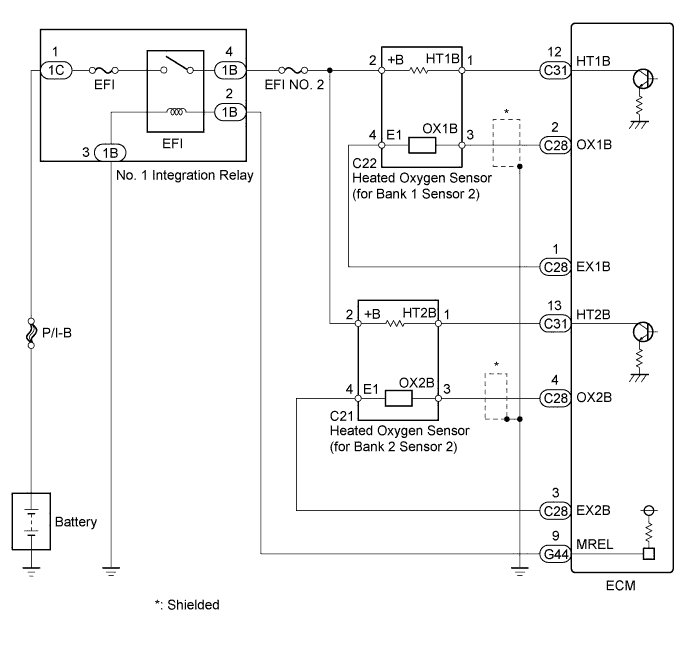 1
1C
EFI
4
1B
2
1B
EFI
3
1B
No. 1 Integration Relay
EFI NO. 2
2
+B
HT1B
1
4
E1
OX1B
3
C22
Heated Oxygen Sensor
(for Bank 1 Sensor 2)
*
12
C31
HT1B
2
C28
OX1B
1
C28
EX1B
P/I-B
2
+B
HT2B
1
4
E1
OX2B
3
C21
Heated Oxygen Sensor
(for Bank 2 Sensor 2)
*
13
C31
HT2B
4
C28
OX2B
3
C28
EX2B
9
G44
MREL
Battery
ECM
*: Shielded